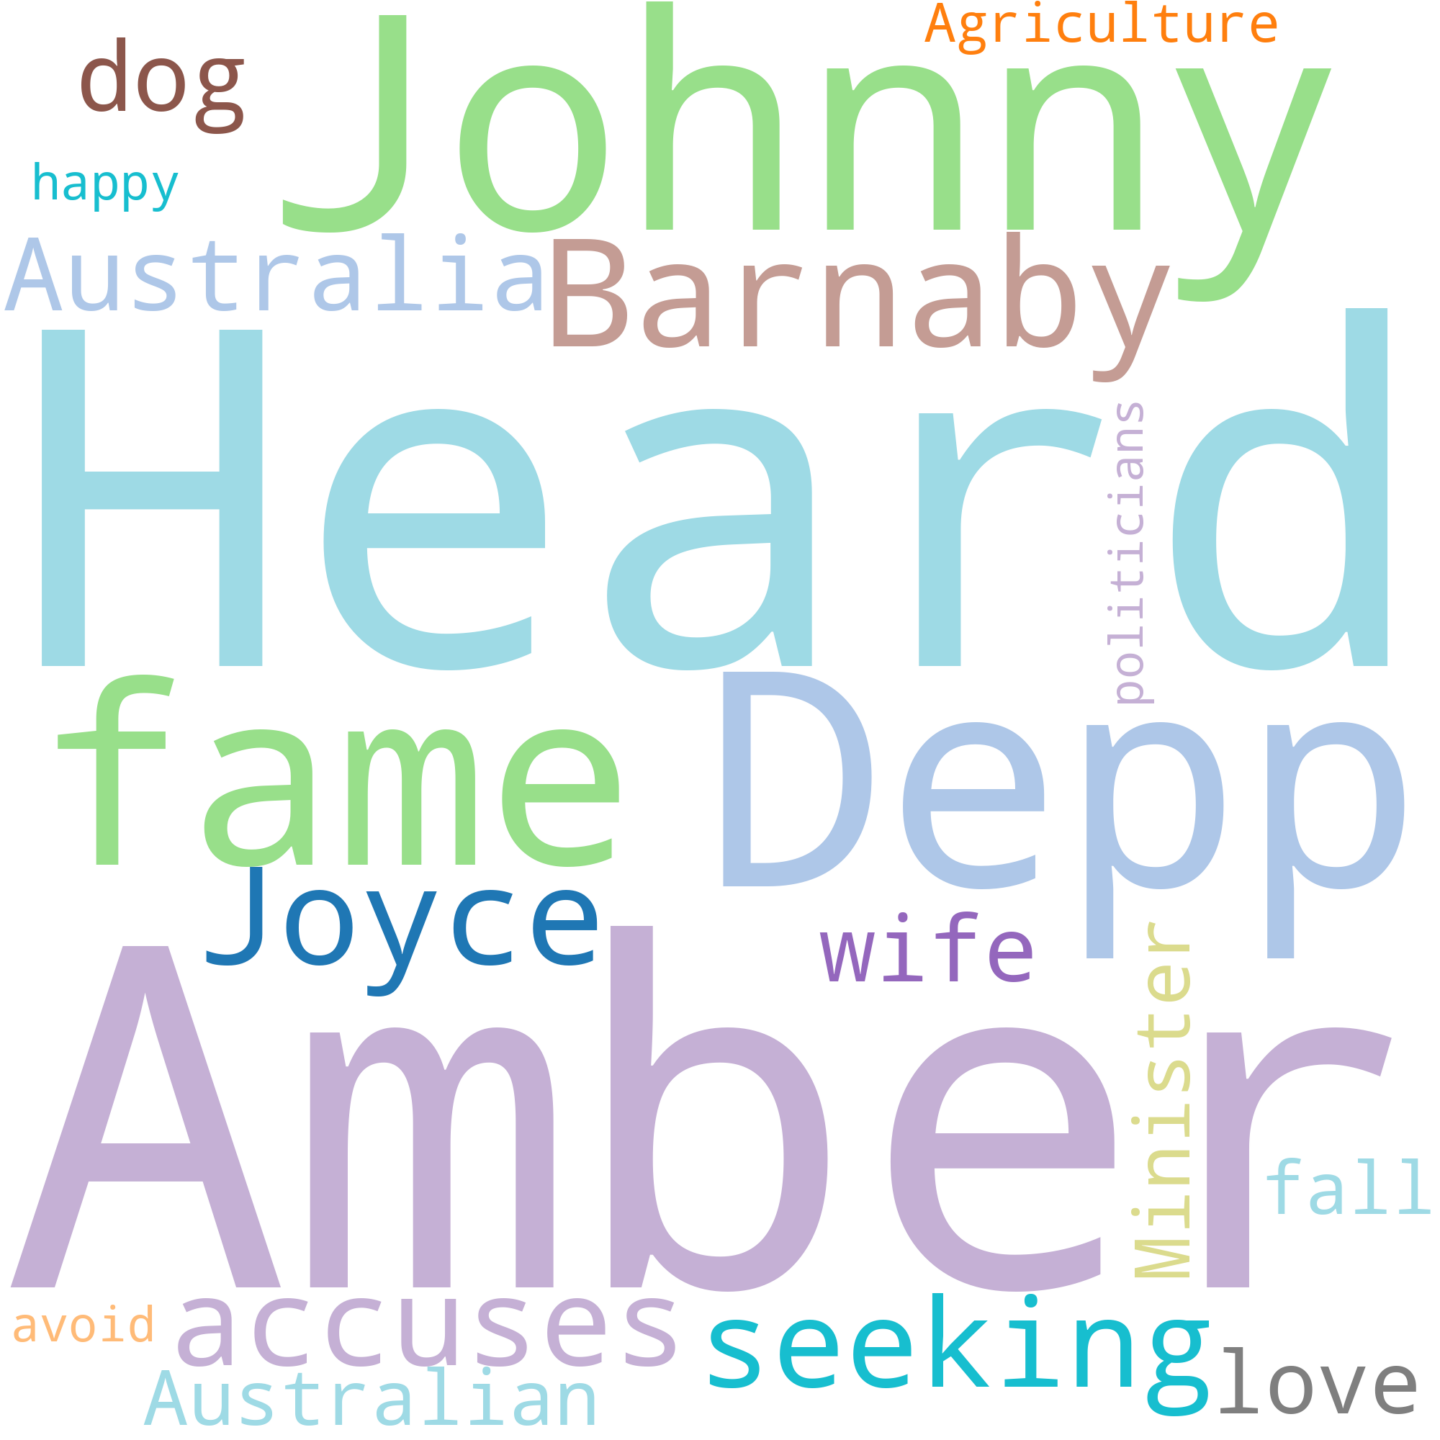 Agriculture
dog
Johnny
happy
Australia
Barnaby
Heard
politicians
fame
Depp
Joyce
wife
Minister
Amber
fall
accuses
seeking
avoid
love
Australian